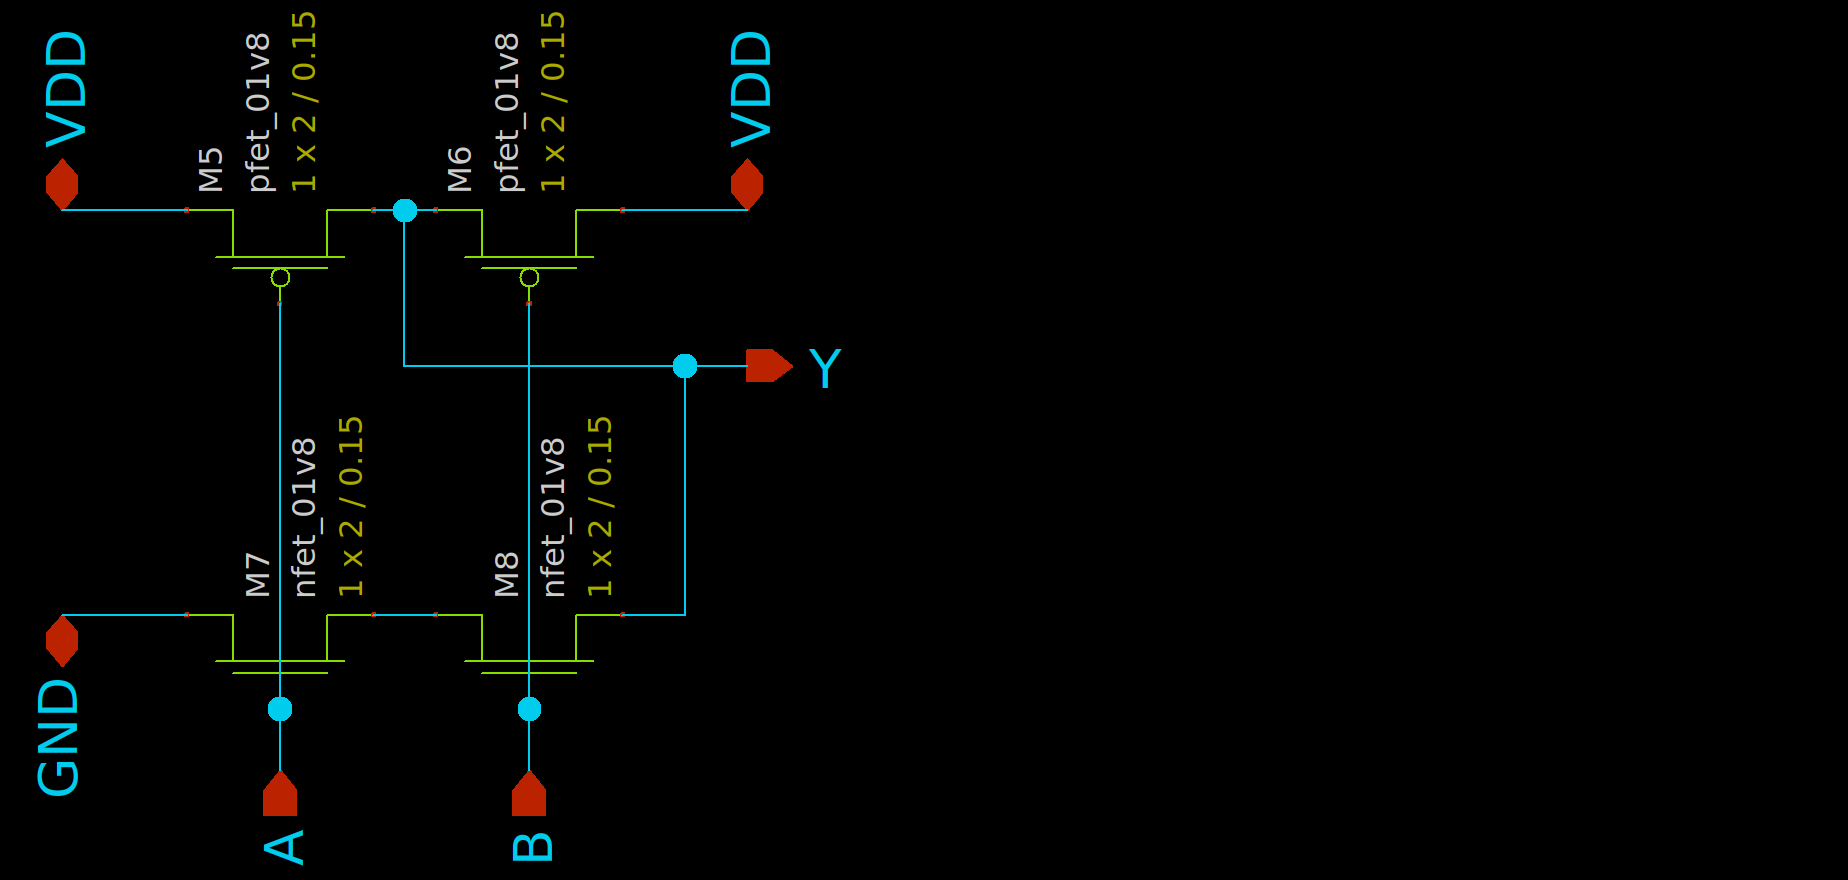 VDD
M5
pfet_01v8
1 x 2 / 0.15
M6
pfet_01v8
1 x 2 / 0.15
VDD
Y
M7
nfet_01v8
1 x 2 / 0.15
M8
nfet_01v8
1 x 2 / 0.15
GND
A
B